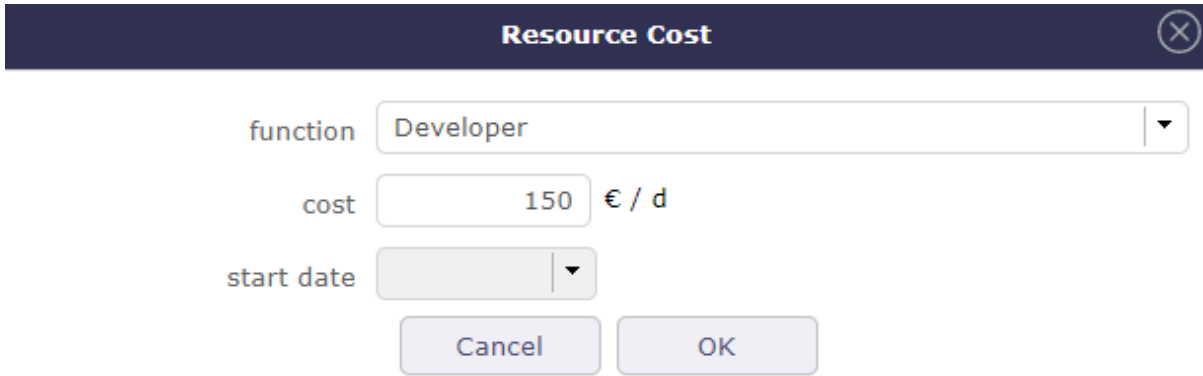 Resource Cost
function Developer
cost 150 € / d
start date
Cancel OK